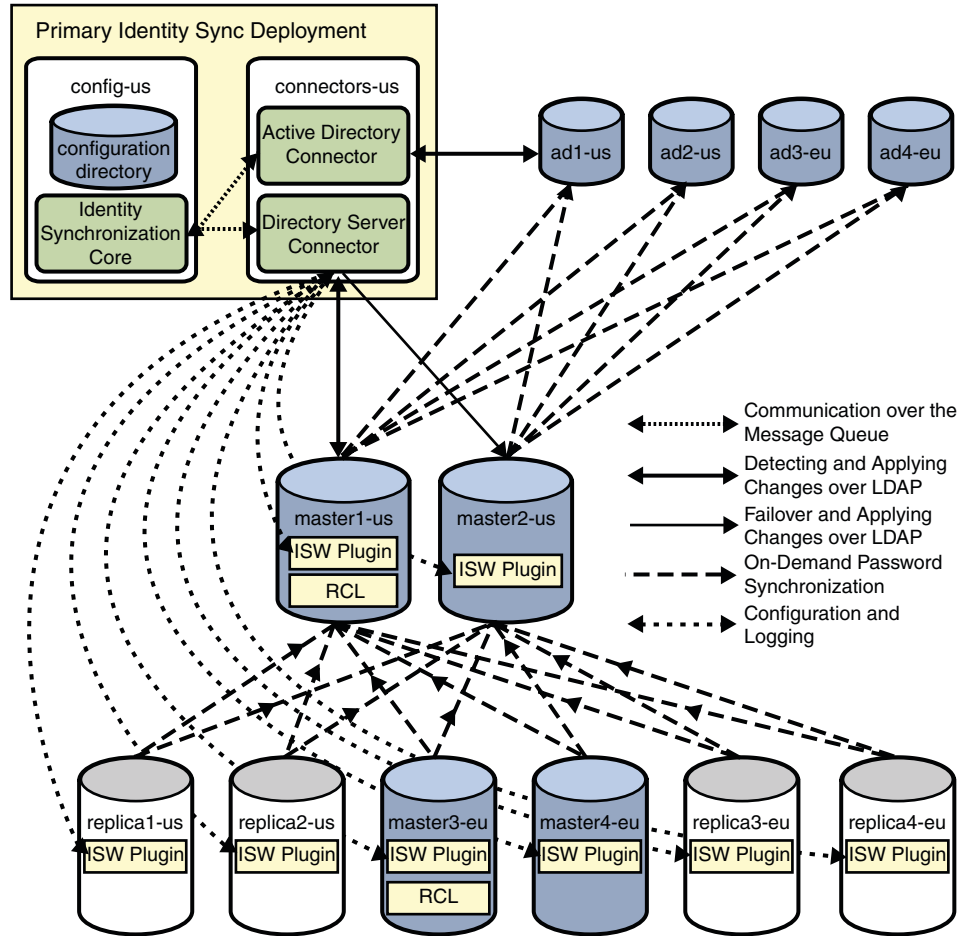 Primary Identity Sync Deployment
config-us
connectors-us
configuration
directory
Identity
Synchronization
Core
Active Directory
Connector
Directory Server
Connector
ad1-us
ad2-us
ad3-eu
ad4-eu
Communication over the
Message Queue
Detecting and Applying
Changes over LDAP
Failover and Applying
Changes over LDAP
On-Demand Password
Synchronization
Configuration and
Logging
master1-us
ISW Plugin
RCL
master2-us
ISW Plugin
replica1-us
ISW Plugin
replica2-us
ISW Plugin
master3-eu
ISW Plugin
RCL
master4-eu
ISW Plugin
replica3-eu
ISW Plugin
replica4-eu
ISW Plugin